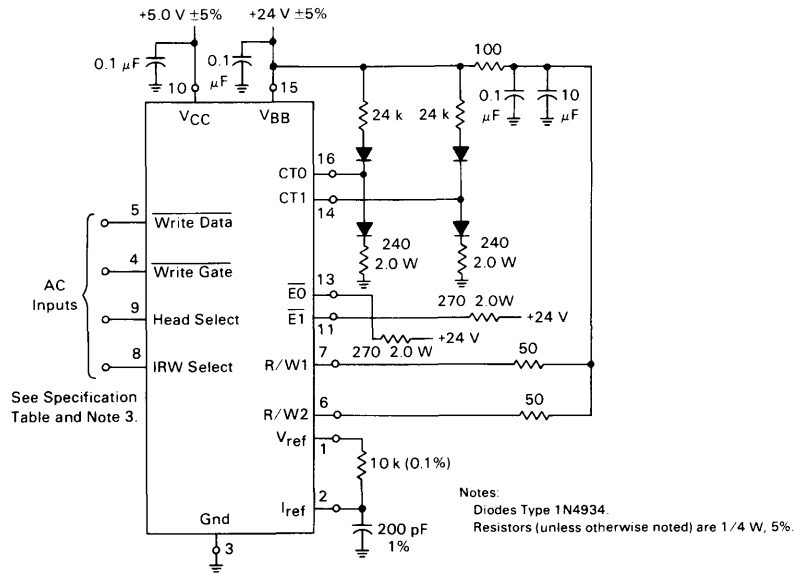 +5.0 V ±5%
+24 V ±5%
0.1 μF
0.1 μF
10
15
VCC
VBB
100
0.1 μF
10 μF
24 k
24 k
16
CT0
CT1
14
5
Write Data
4
Write Gate
9
Head Select
8
IRW Select
AC
Inputs
See Specification
Table and Note 3.
240
2.0 W
240
2.0 W
13
E0
E1
11
270 2.0W
+24 V
+24 V
270 2.0 W
7
R/W1
50
6
R/W2
50
Vref
1
10 k (0.1%)
2
Iref
200 pF
1%
Gnd
3
Notes:
Diodes Type 1N4934.
Resistors (unless otherwise noted) are 1/4 W, 5%.